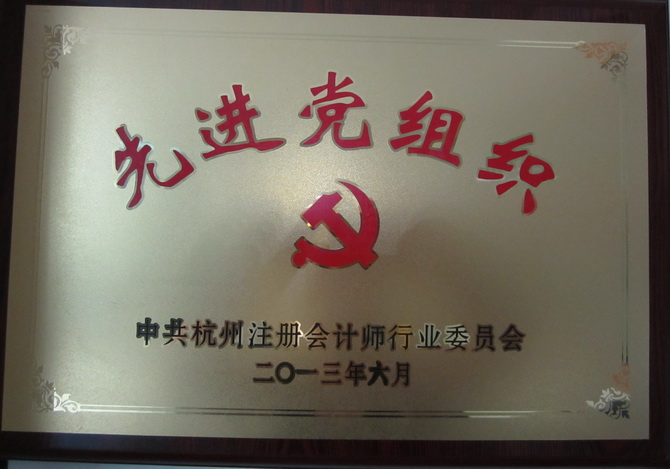 先进党组织
中共杭州注册会计师行业委员会
二〇一三年六月